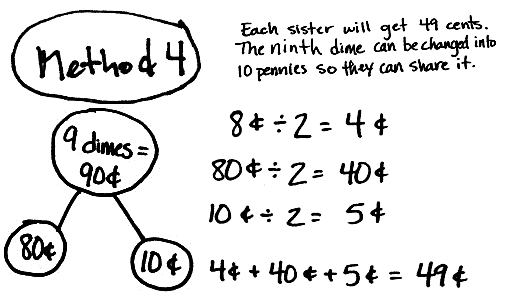 Method 4
Each sister will get 49 cents.
The ninth dime can be changed into
10 pennies so they can share it.
9 dimes =
90¢
80¢
10¢
8¢ ÷ 2 = 4¢
80¢ ÷ 2 = 40¢
10¢ ÷ 2 = 5¢
4¢ + 40¢ + 5¢ = 49¢